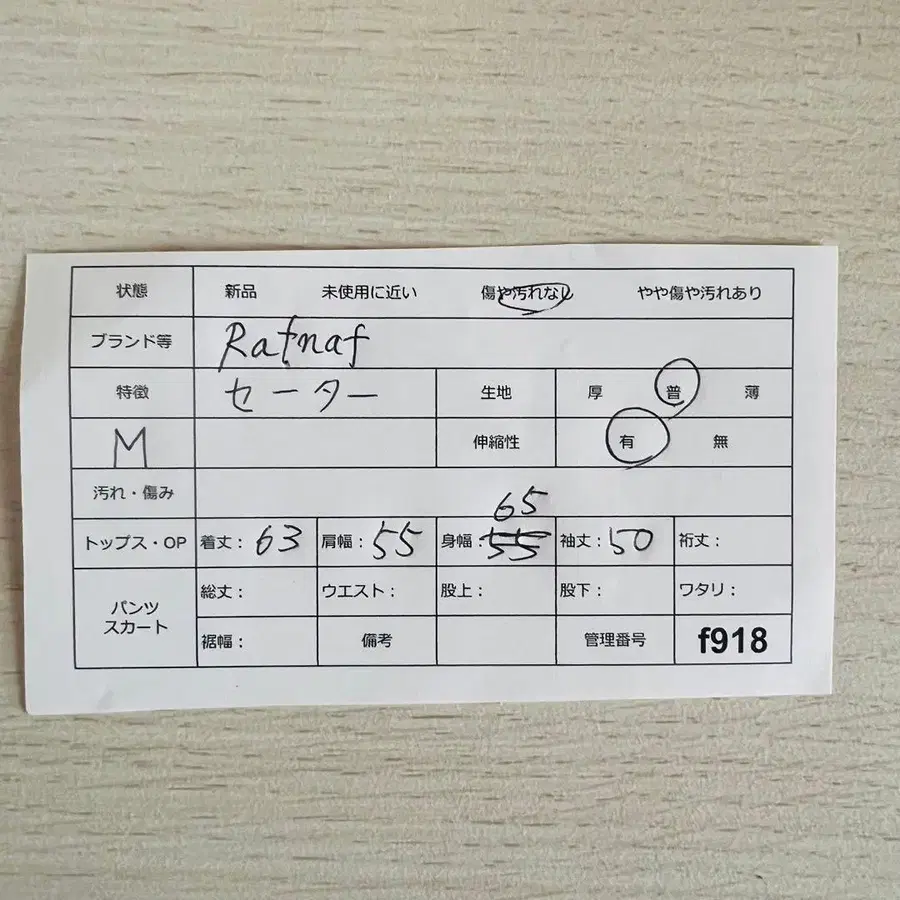 状態 新品 未使用に近い 傷や汚れなし やや傷や汚れあり
ブランド等 Rafnaf
特徴 セーター 生地 厚 普 薄
M 伸縮性 有 無
汚れ・傷み
65
トップス・OP 着丈：63 肩幅：55 身幅：55 袖丈：50 裄丈：
パンツ スカート 総丈： ウエスト： 股上： 股下： ワタリ：
裾幅： 備考 管理番号 f918